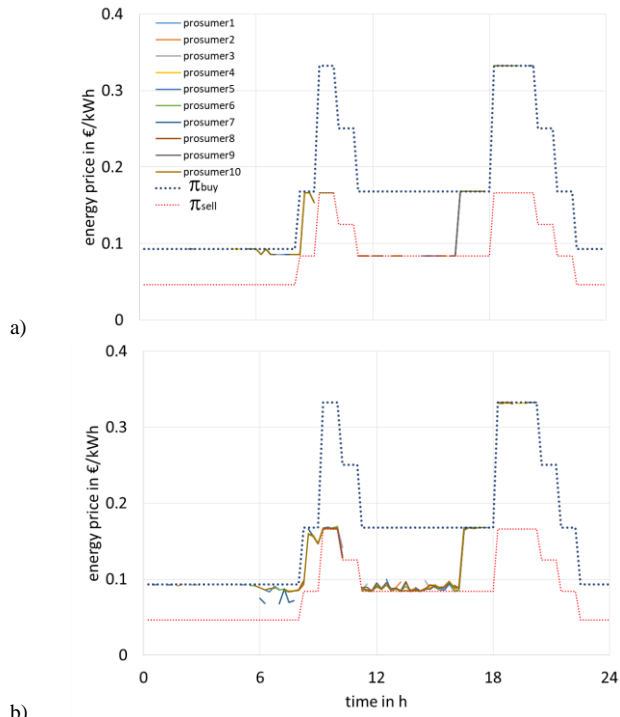 0.4
0.3
0.2
0.1
0
energy price in €/kWh
prosumer1
prosumer2
prosumer3
prosumer4
prosumer5
prosumer6
prosumer7
prosumer8
prosumer9
prosumer10
πbuy
πsell
a)
0.4
0.3
0.2
0.1
0
energy price in €/kWh
0 6 12 18 24
time in h
b)